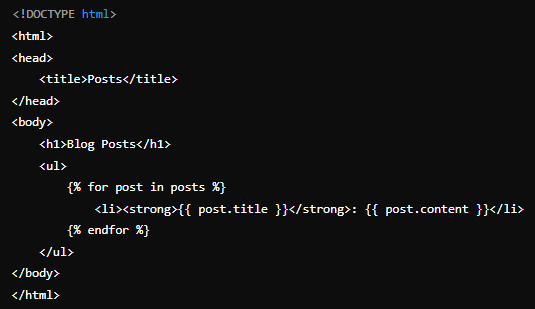 <!DOCTYPE html>
<html>
<head>
    <title>Posts</title>
</head>
<body>
    <h1>Blog Posts</h1>
    <ul>
        {% for post in posts %}
            <li><strong>{{ post.title }}</strong>: {{ post.content }}</li>
        {% endfor %}
    </ul>
</body>
</html>